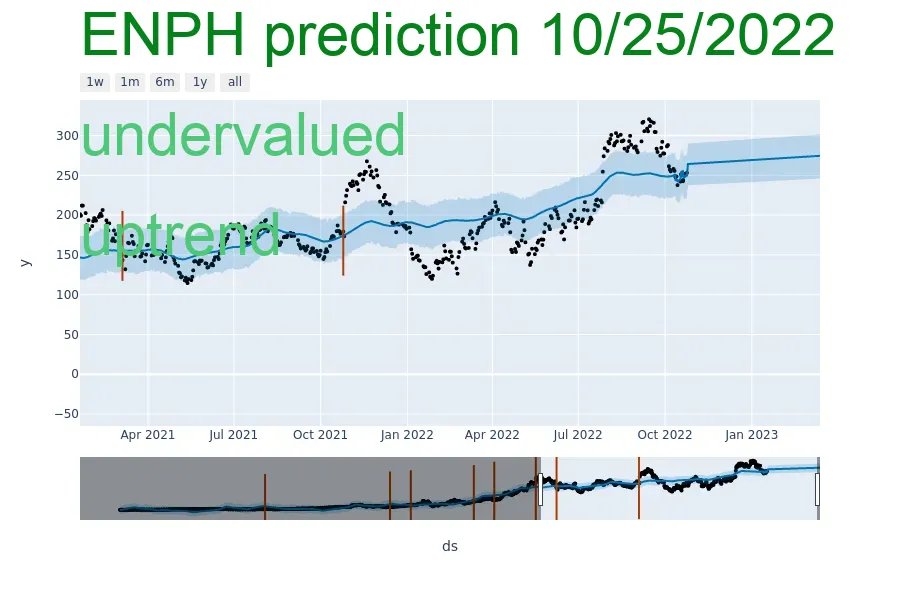 ENPH prediction 10/25/2022
1w 1m 6m 1y all
undervalued
uptrend
300
250
200
150
100
50
0
−50
y
Apr 2021 Jul 2021 Oct 2021 Jan 2022 Apr 2022 Jul 2022 Oct 2022 Jan 2023
ds